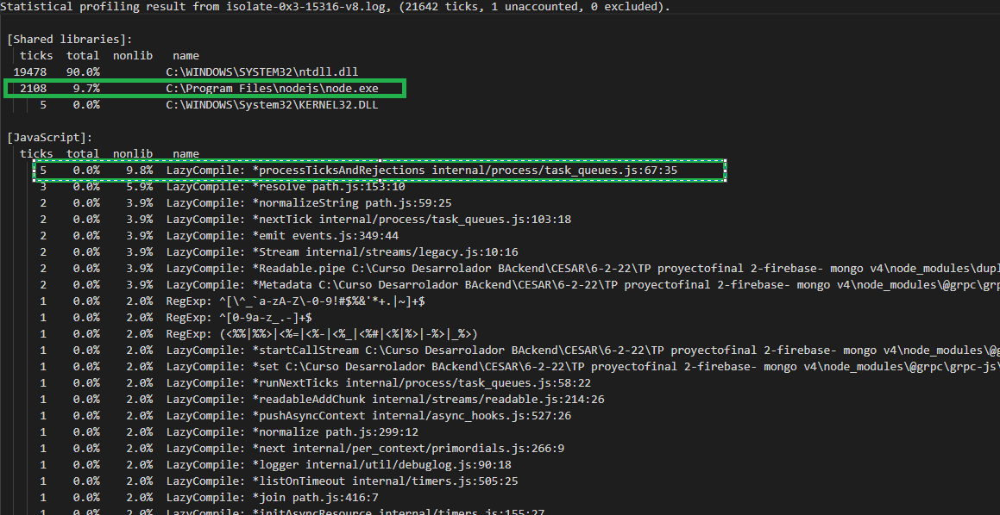 Statistical profiling result from isolate-0x3-15316-v8.log, (21642 ticks, 1 unaccounted, 0 excluded).
[Shared libraries]:
ticks total nonlib name
19478 90.0% C:\WINDOWS\SYSTEM32\ntdll.dll
2108 9.7% C:\Program Files\nodejs\node.exe
5 0.0% C:\WINDOWS\System32\KERNEL32.DLL
[JavaScript]:
ticks total nonlib name
5 0.0% 9.8% LazyCompile: *processTicksAndRejections internal/process/task_queues.js:67:35
3 0.0% 5.9% LazyCompile: *resolve path.js:153:10
2 0.0% 3.9% LazyCompile: *normalizeString path.js:59:25
2 0.0% 3.9% LazyCompile: *nextTick internal/process/task_queues.js:103:18
2 0.0% 3.9% LazyCompile: *emit events.js:349:44
2 0.0% 3.9% LazyCompile: *Stream internal/streams/legacy.js:10:16
2 0.0% 3.9% LazyCompile: *Readable.pipe C:\Curso Desarrolador BAckend\CESAR\6-2-22\TP proyectofinal 2-firebase- mongo v4\node_modules\dupl
2 0.0% 3.9% LazyCompile: *Metadata C:\Curso Desarrolador BAckend\CESAR\6-2-22\TP proyectofinal 2-firebase- mongo v4\node_modules\@grpc\grp
1 0.0% 2.0% RegExp: ^[\^_`a-zA-Z\-0-9!#$%&'*+.|~]+$
1 0.0% 2.0% RegExp: ^[0-9a-z_.-]+$
1 0.0% 2.0% RegExp: (<%%|%%>|<%=|<%-|<%_|<%#|<%|%>|-%>|_%>)
1 0.0% 2.0% LazyCompile: *startCallStream C:\Curso Desarrolador BAckend\CESAR\6-2-22\TP proyectofinal 2-firebase- mongo v4\node_modules\@g
1 0.0% 2.0% LazyCompile: *set C:\Curso Desarrolador BAckend\CESAR\6-2-22\TP proyectofinal 2-firebase- mongo v4\node_modules\@grpc\grpc-js\
1 0.0% 2.0% LazyCompile: *runNextTicks internal/process/task_queues.js:58:22
1 0.0% 2.0% LazyCompile: *readableAddChunk internal/streams/readable.js:214:26
1 0.0% 2.0% LazyCompile: *pushAsyncContext internal/async_hooks.js:527:26
1 0.0% 2.0% LazyCompile: *normalize path.js:299:12
1 0.0% 2.0% LazyCompile: *next internal/per_context/primordials.js:266:9
1 0.0% 2.0% LazyCompile: *logger internal/util/debuglog.js:90:18
1 0.0% 2.0% LazyCompile: *listOnTimeout internal/timers.js:505:25
1 0.0% 2.0% LazyCompile: *join path.js:416:7
1 0.0% 2.0% LazyCompile: *initAsyncResource internal/timers.js:155:27